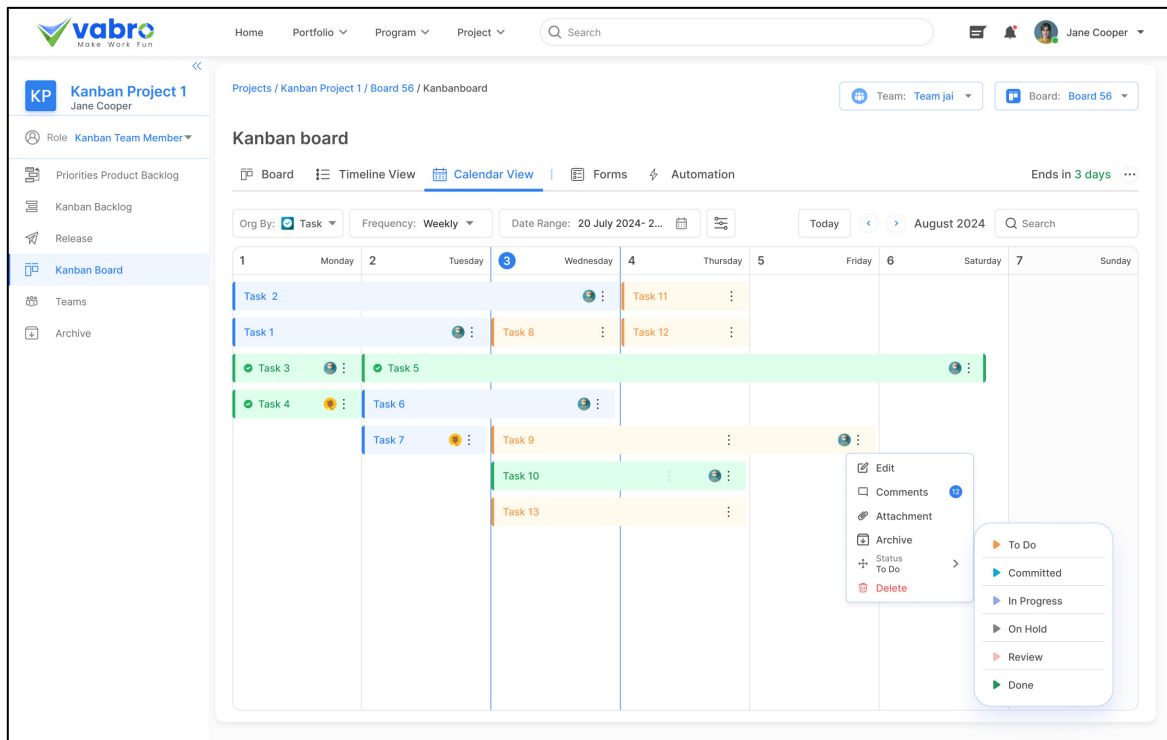 vabro
Make Work Fun
Home Portfolio Program Project Search Jane Cooper
KP Kanban Project 1
Jane Cooper
Role Kanban Team Member
Priorities Product Backlog
Kanban Backlog
Release
Kanban Board
Teams
Archive
Projects / Kanban Project 1 / Board 56 / Kanbanboard
Team: Team jai Board: Board 56
Kanban board
Board Timeline View Calendar View | Forms Automation Ends in 3 days ...
Org By: Task Frequency: Weekly Date Range: 20 July 2024- 2... Today August 2024 Search
1 Monday 2 Tuesday 3 Wednesday 4 Thursday 5 Friday 6 Saturday 7 Sunday
Task 2 Task 11
Task 1 Task 8 Task 12
Task 3 Task 5
Task 4 Task 6
Task 7 Task 9
Task 10
Task 13
Edit
Comments 12
Attachment
Archive
Status
To Do
Delete
To Do
Committed
In Progress
On Hold
Review
Done